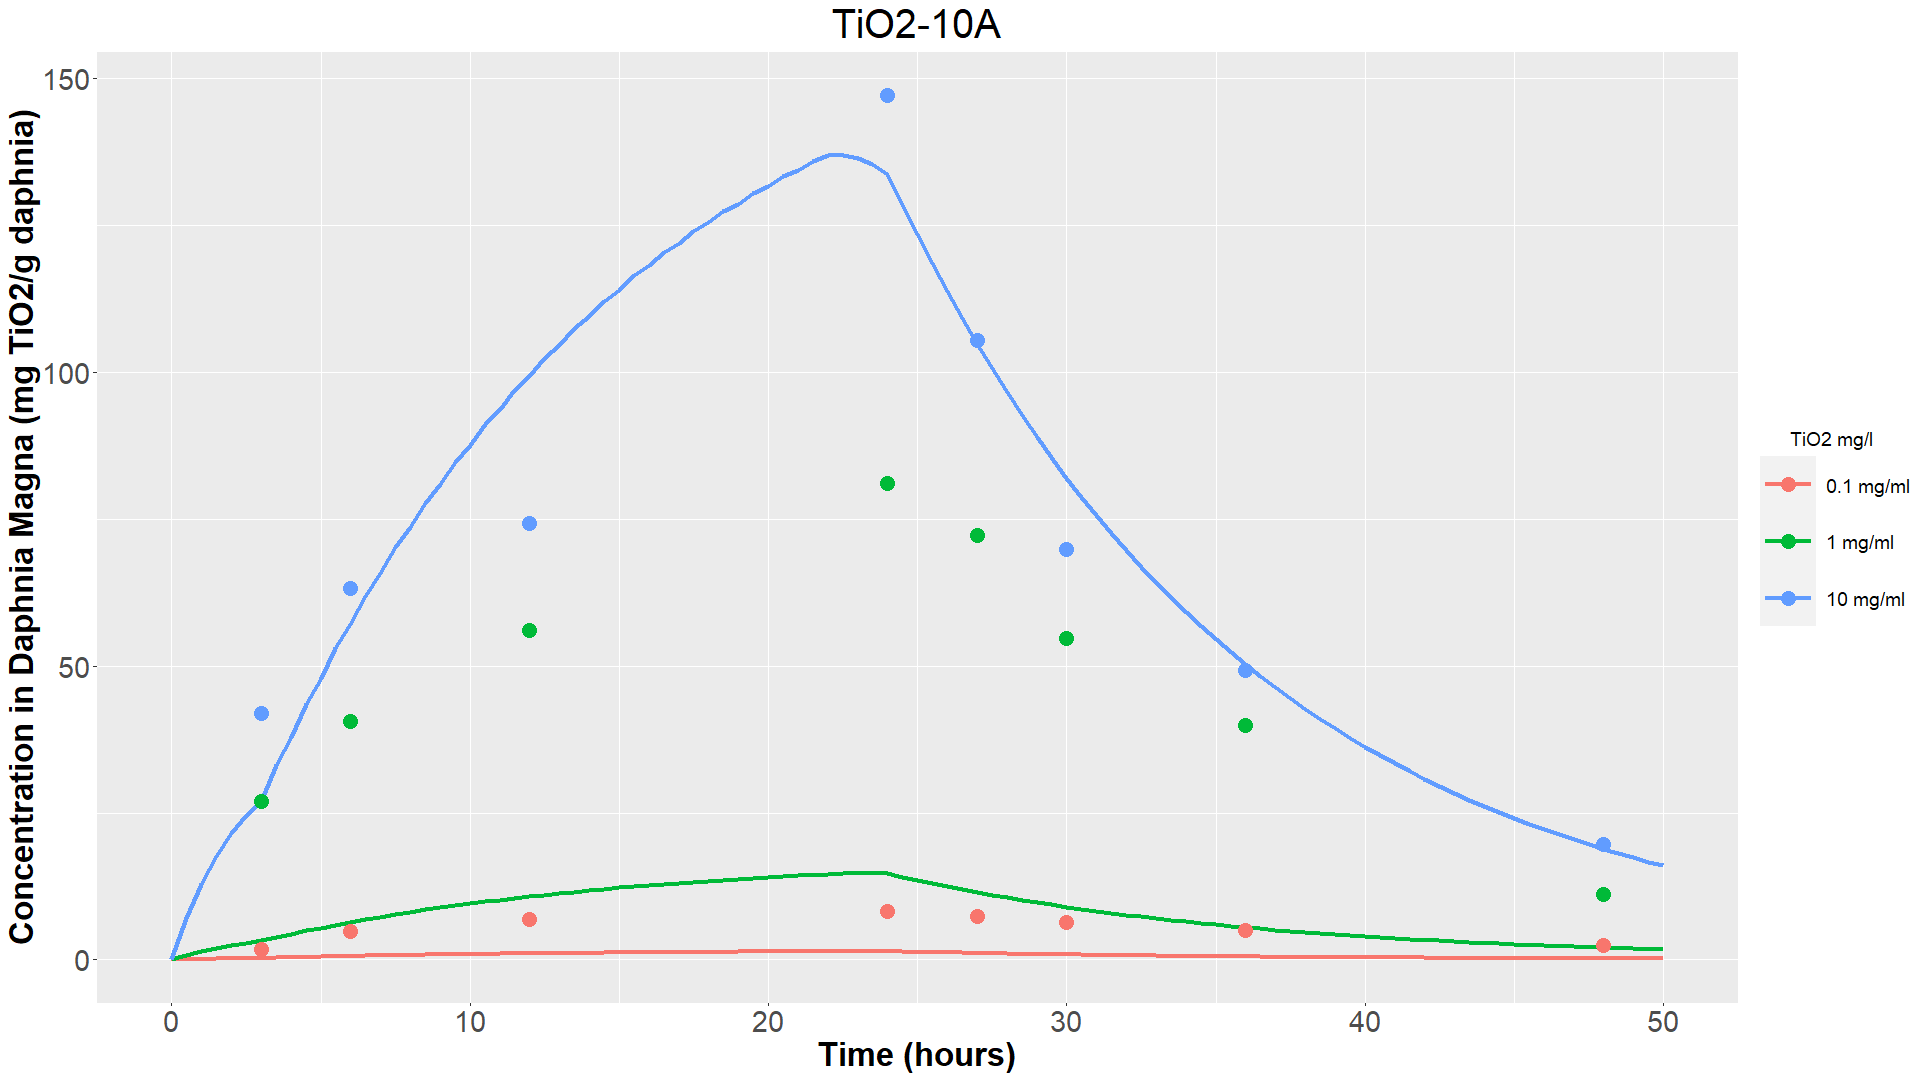 TiO2-10A
Concentration in Daphnia Magna (mg TiO2/g daphnia)
150
100
50
0
0 10 20 30 40 50
Time (hours)
TiO2 mg/l
0.1 mg/ml
1 mg/ml
10 mg/ml